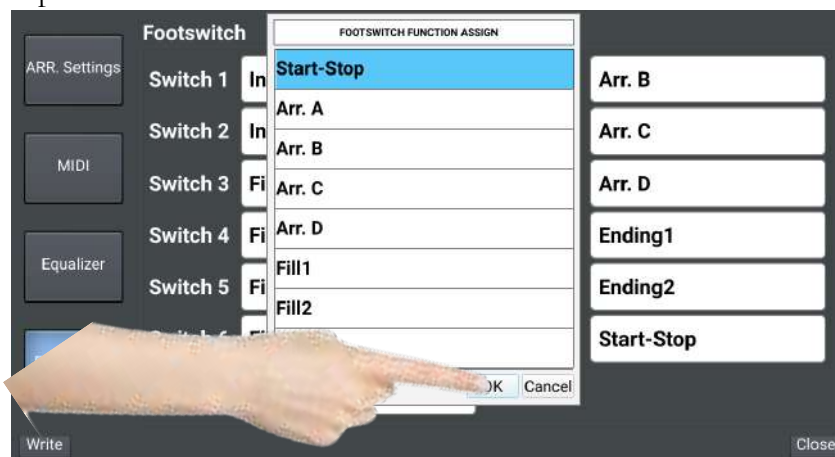 Footswitch
FOOTSWITCH FUNCTION ASSIGN
ARR. Settings
MIDI
Equalizer
Switch 1
Switch 2
Switch 3
Switch 4
Switch 5
Start-Stop
Arr. A
Arr. B
Arr. C
Arr. D
Fill1
Fill2
Cancel
Arr. B
Arr. C
Arr. D
Ending1
Ending2
Start-Stop
Write
Close